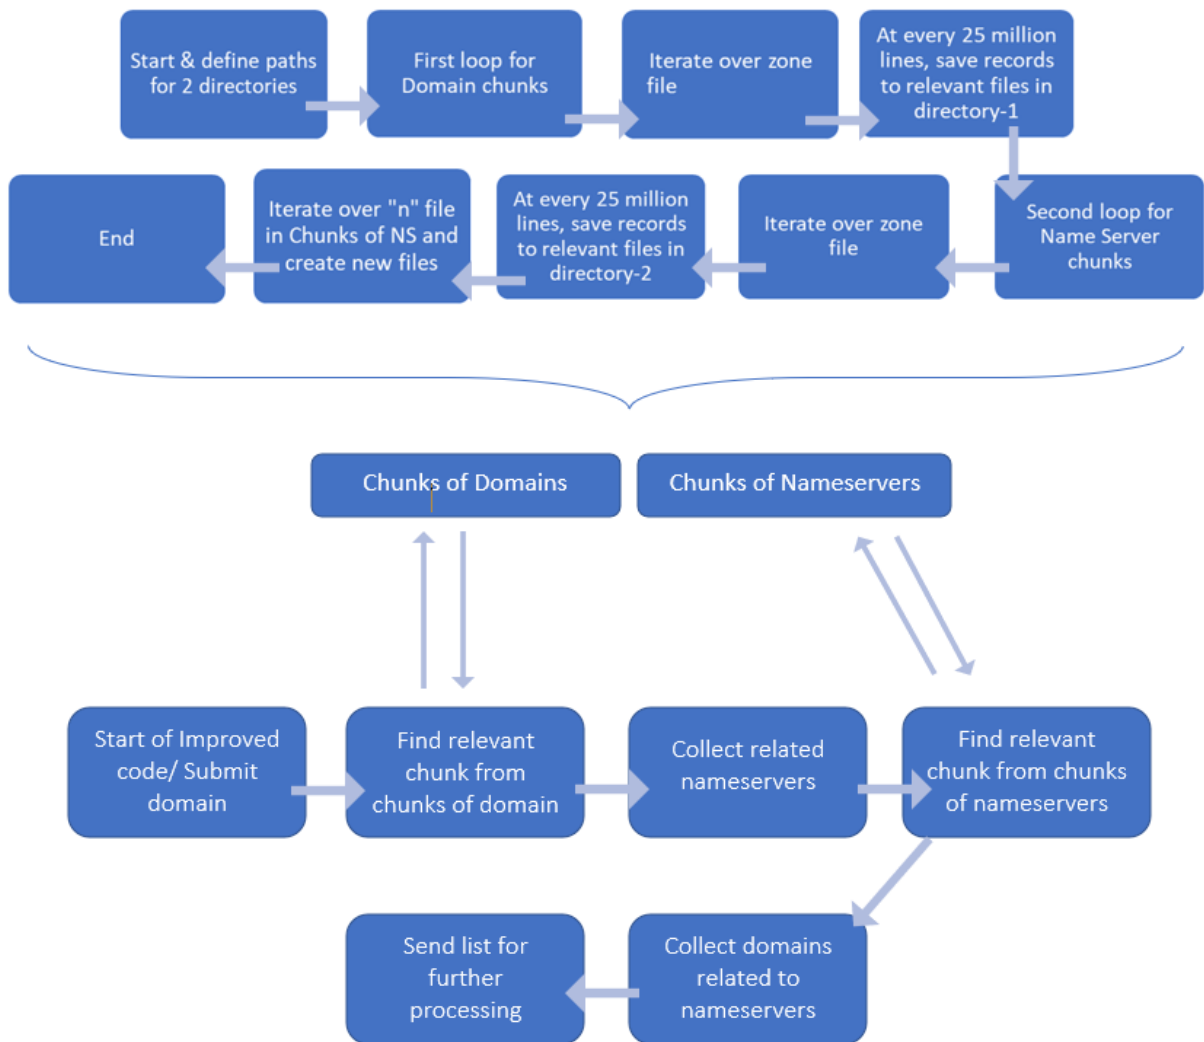 Start & define paths
for 2 directories
First loop for
Domain chunks
Iterate over zone
file
At every 25 million
lines, save records
to relevant files in
directory-1
Second loop for
Name Server
chunks
Iterate over zone
file
At every 25 million
lines, save records
to relevant files in
directory-2
Iterate over "n" file
in Chunks of NS and
create new files
End
Chunks of Domains
Chunks of Nameservers
Start of Improved
code/ Submit
domain
Find relevant
chunk from
chunks of domain
Collect related
nameservers
Find relevant
chunk from chunks
of nameservers
Collect domains
related to
nameservers
Send list for
further
processing